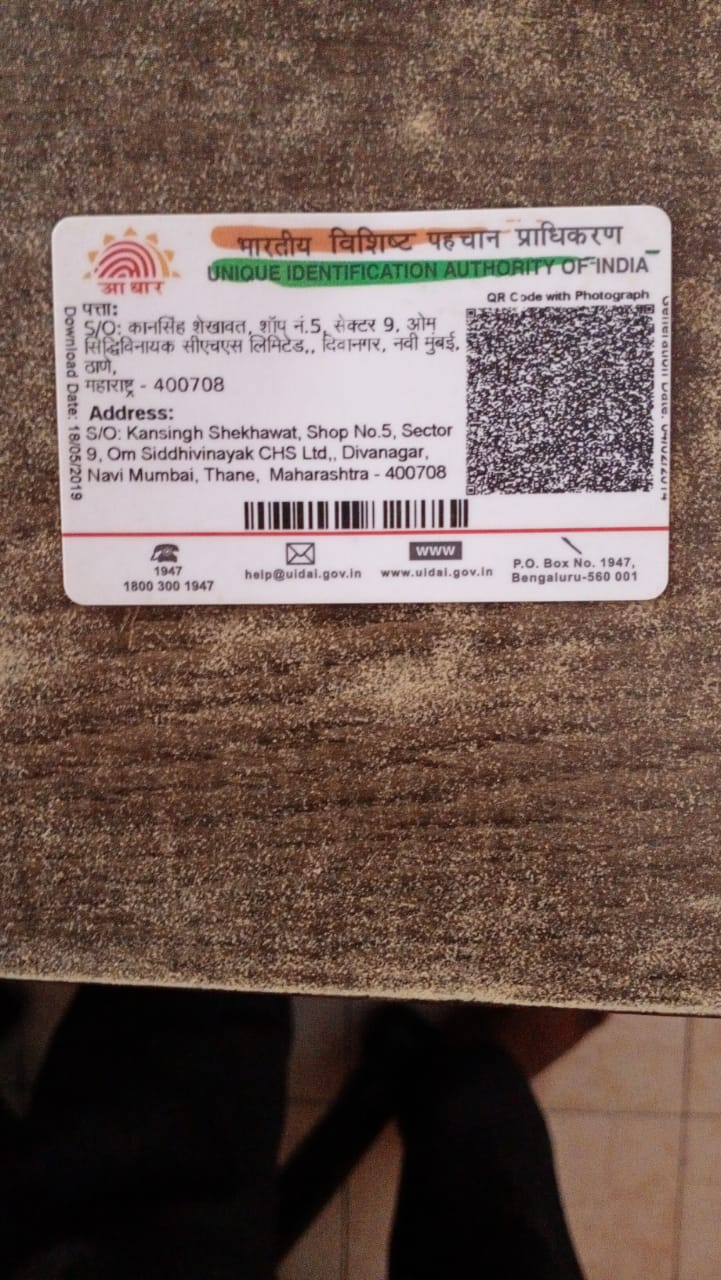 भारतीय विशिष्ट पहचान प्राधिकरण
UNIQUE IDENTIFICATION AUTHORITY OF INDIA
आधार
QR Code with Photograph
पत्ता:
S/O: कानसिंह शेखावत, शॉप नं.5, सेक्टर 9, ओम
सिद्धिविनायक सीएचएस लिमिटेड,, दिवानगर, नवी मुंबई,
ठाणे,
महाराष्ट्र - 400708
Address:
S/O: Kansingh Shekhawat, Shop No.5, Sector
9, Om Siddhivinayak CHS Ltd,, Divanagar,
Navi Mumbai, Thane, Maharashtra - 400708
Download Date: 18/05/2019
Generation Date:
1947
1800 300 1947
help@uidai.gov.in
WWW
www.uidai.gov.in
P.O. Box No. 1947,
Bengaluru-560 001